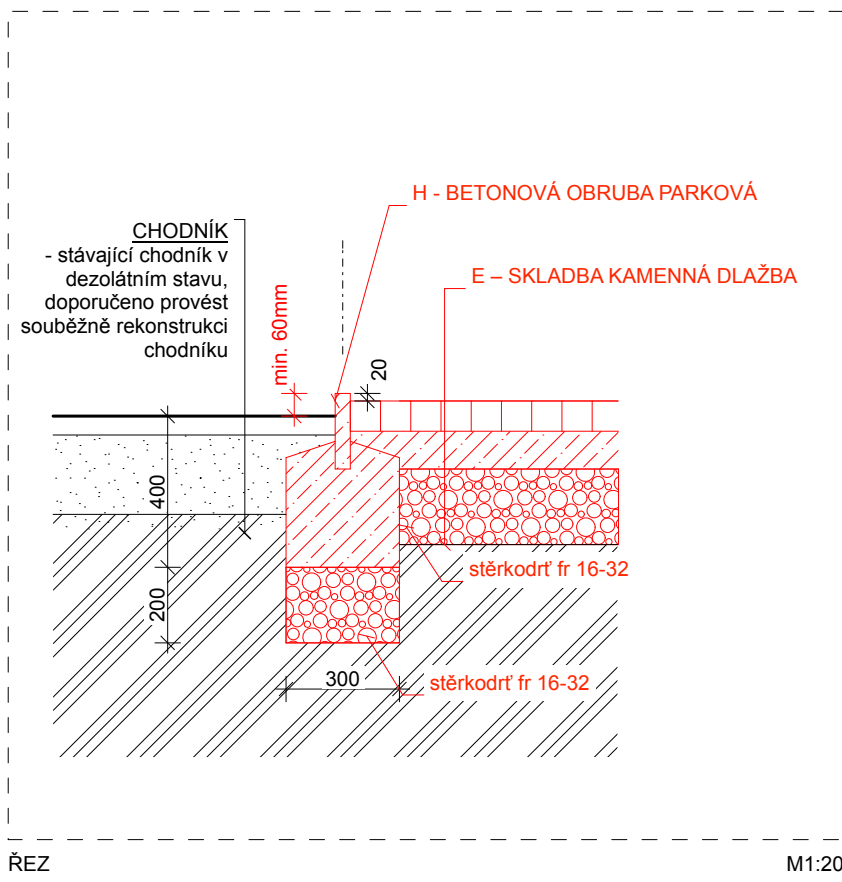 H - BETONOVÁ OBRUBA PARKOVÁ
CHODNÍK
- stávající chodník v
dezolátním stavu,
doporučeno provést
souběžně rekonstrukci
chodníku
E – SKLADBA KAMENNÁ DLAŽBA
min. 60mm
20
400
200
stěrkodrť fr 16-32
300
stěrkodrť fr 16-32
ŘEZ
M1:20